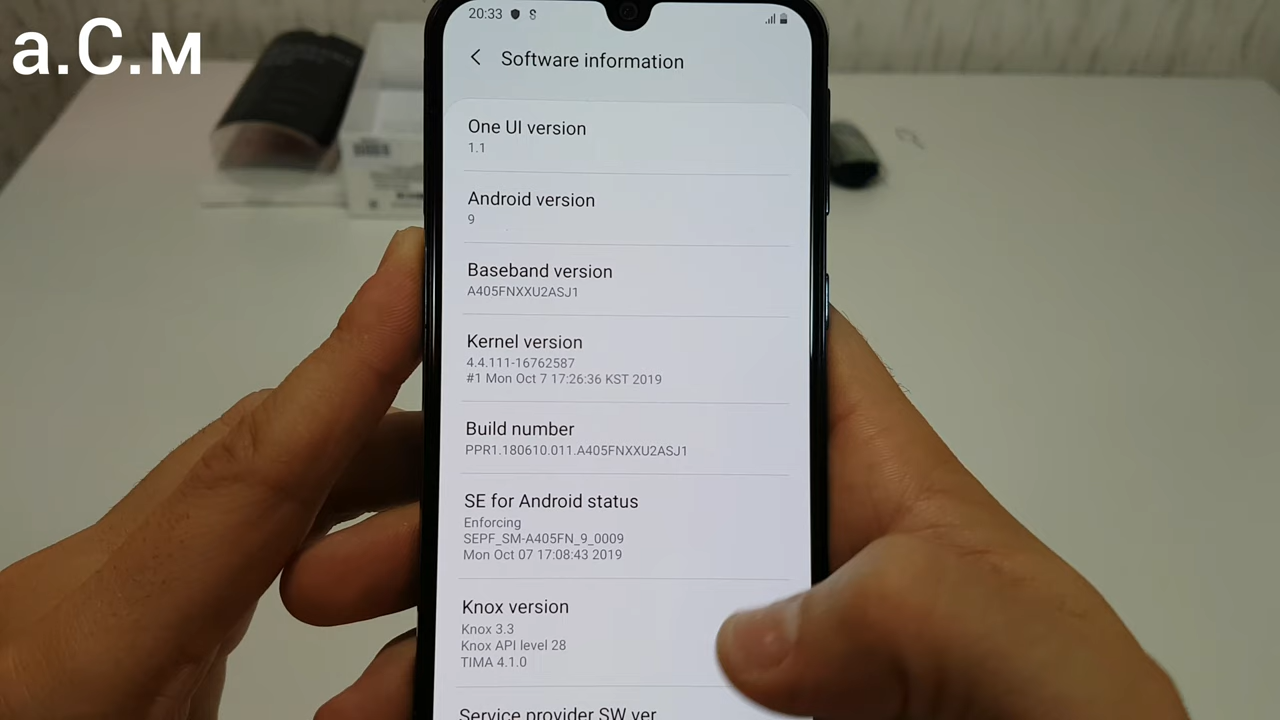 а.С.м
20:33
Software information
One UI version
1.1
Android version
9
Baseband version
A405FNXXU2ASJ1
Kernel version
4.4.111-16762587
#1 Mon Oct 7 17:26:36 KST 2019
Build number
PPR1.180610.011.A405FNXXU2ASJ1
SE for Android status
Enforcing
SEPF_SM-A405FN_9_0009
Mon Oct 07 17:08:43 2019
Knox version
Knox 3.3
Knox API level 28
TIMA 4.1.0
Service provider SW ver